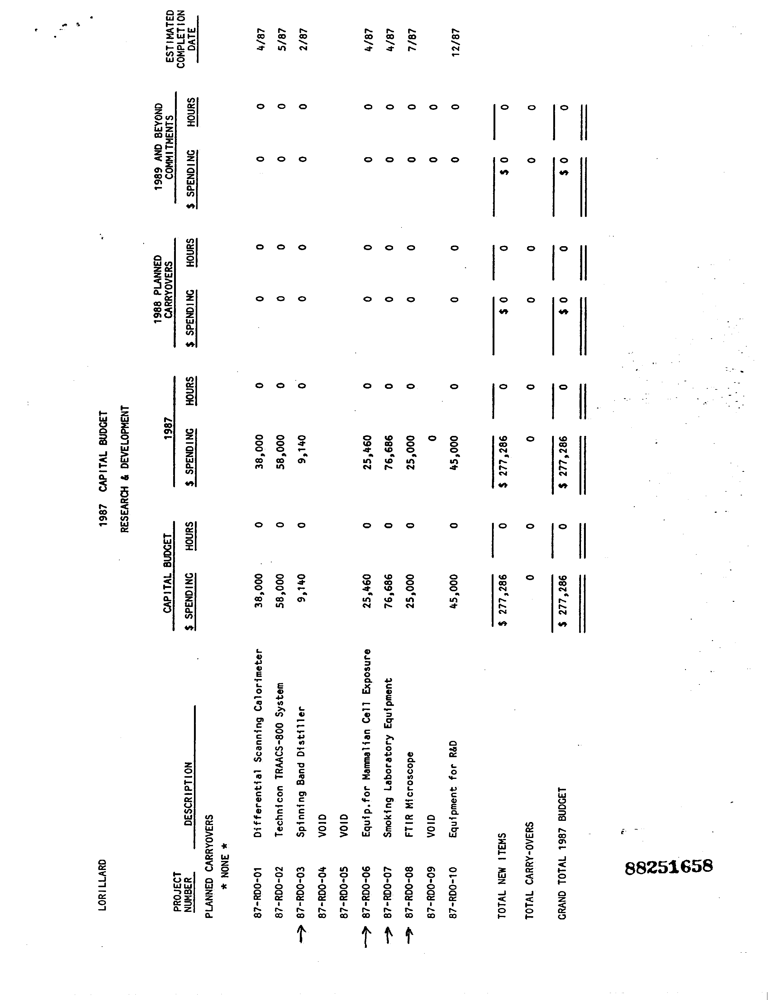 LORILLARD
1987 CAPITAL BUDGET
RESEARCH & DEVELOPMENT
PROJECT NUMBER DESCRIPTION CAPITAL BUDGET 1987 1988 PLANNED CARRYOVERS 1989 AND BEYOND COMMITMENTS ESTIMATED COMPLETION DATE
$ SPENDING HOURS $ SPENDING HOURS $ SPENDING HOURS $ SPENDING HOURS
PLANNED CARRYOVERS
* NONE *
87-RDO-01 Differential Scanning Calorimeter 38,000 0 38,000 0 0 0 0 0 4/87
87-RDO-02 Technicon TRAACS-800 System 58,000 0 58,000 0 0 0 0 0 5/87
→ 87-RDO-03 Spinning Band Distiller 9,140 0 9,140 0 0 0 0 0 2/87
87-RDO-04 VOID
87-RDO-05 VOID
→ 87-RDO-06 Equip.for Mammalian Cell Exposure 25,460 0 25,460 0 0 0 0 0 4/87
→ 87-RDO-07 Smoking Laboratory Equipment 76,686 0 76,686 0 0 0 0 0 4/87
→ 87-RDO-08 FTIR Microscope 25,000 0 25,000 0 0 0 0 0 7/87
87-RDO-09 VOID 0 0 0
87-RDO-10 Equipment for R&D 45,000 0 45,000 0 0 0 0 0 12/87
TOTAL NEW ITEMS $ 277,286 0 $ 277,286 0 $ 0 0 $ 0 0
TOTAL CARRY-OVERS 0 0 0 0 0 0 0
GRAND TOTAL 1987 BUDGET $ 277,286 0 $ 277,286 0 $ 0 0 $ 0 0
88251658